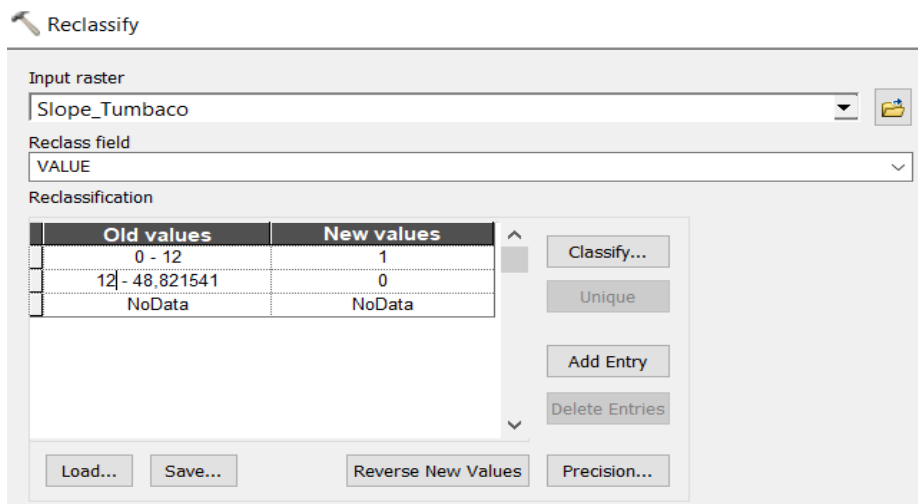 Reclassify
Input raster
Slope_Tumbaco
Reclass field
VALUE
Reclassification
Old values New values
0 - 12 1
12 - 48,821541 0
NoData NoData
Classify...
Unique
Add Entry
Delete Entries
Load... Save... Reverse New Values Precision...